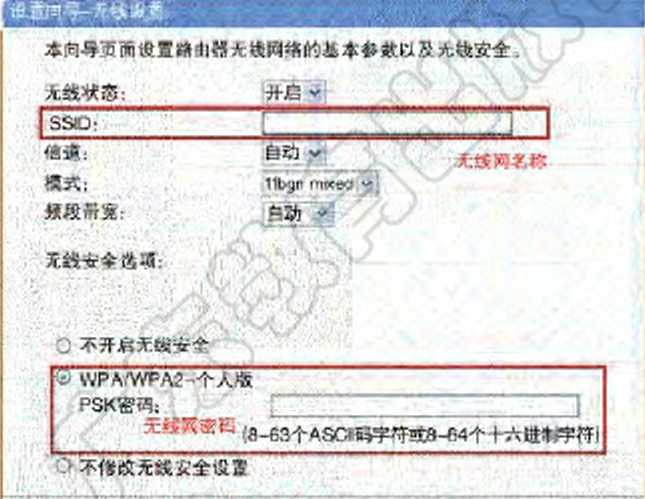 设置向导-无线设置
本向导页面设置路由器无线网络的基本参数以及无线安全。
无线状态: 开启
SSID:
信道: 自动
无线网名称
模式: 11bgn mixed
频段带宽: 自动
无线安全选项:
不开启无线安全
WPA/WPA2-个人版
PSK密码:
无线网密码 (8-63个ASCII码字符或8-64个十六进制字符)
不修改无线安全设置